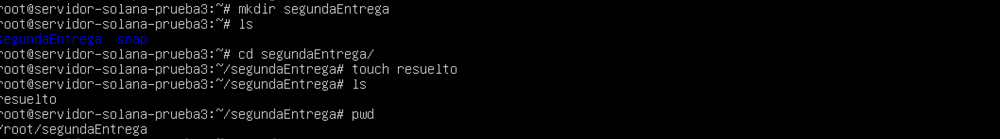 root@servidor-solana-prueba3:~# mkdir segundaEntrega
root@servidor-solana-prueba3:~# ls
segundaEntrega  snap
root@servidor-solana-prueba3:~# cd segundaEntrega/
root@servidor-solana-prueba3:~/segundaEntrega# touch resuelto
root@servidor-solana-prueba3:~/segundaEntrega# ls
resuelto
root@servidor-solana-prueba3:~/segundaEntrega# pwd
/root/segundaEntrega